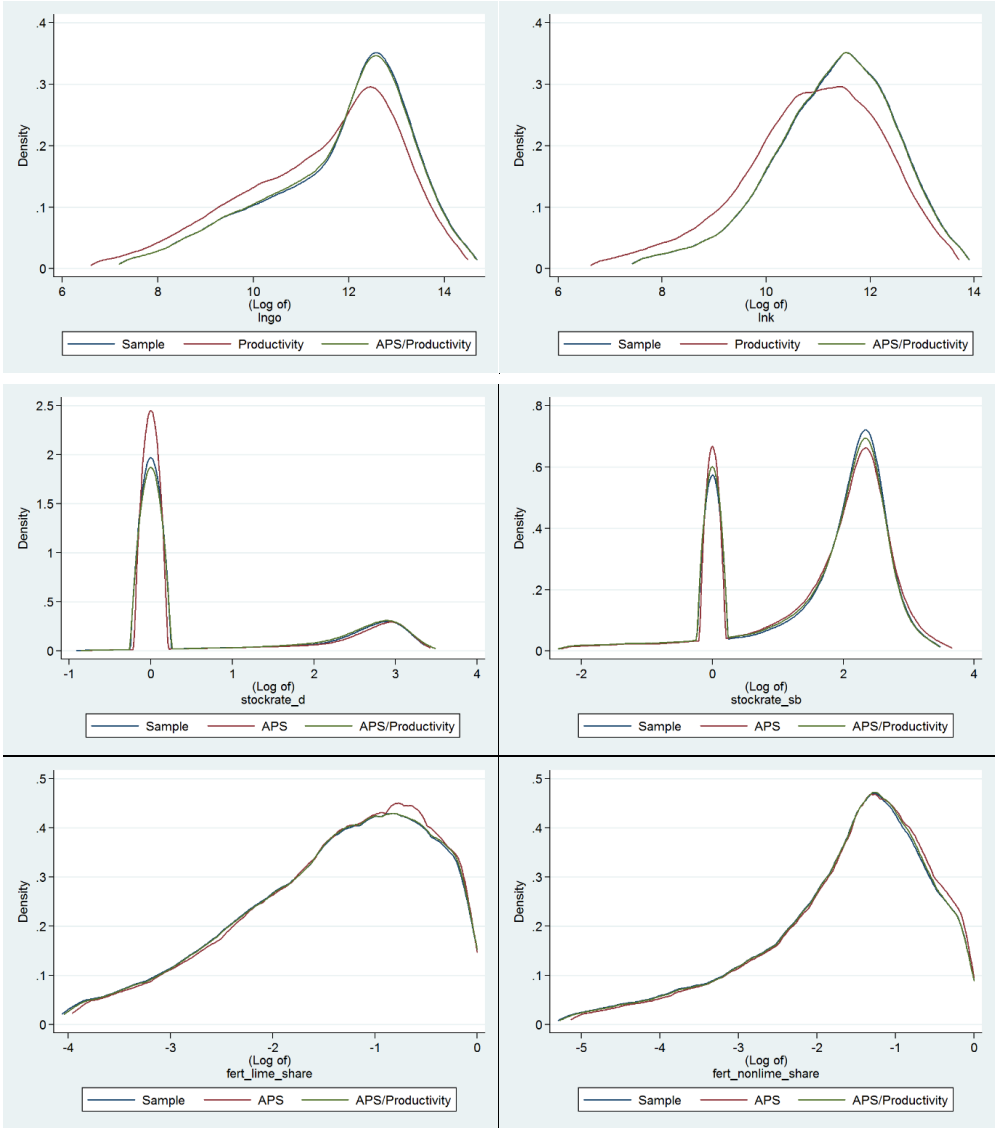 .4
.3
.2
.1
0
Density
6 8 10 12 14
(Log of)
lngo
Sample Productivity APS/Productivity
.4
.3
.2
.1
0
Density
6 8 10 12 14
(Log of)
lnk
Sample Productivity APS/Productivity
2.5
2
1.5
1
.5
0
Density
-1 0 1 2 3 4
(Log of)
stockrate_d
Sample APS APS/Productivity
.8
.6
.4
.2
0
Density
-2 0 2 4
(Log of)
stockrate_sb
Sample APS APS/Productivity
.5
.4
.3
.2
.1
0
Density
-4 -3 -2 -1 0
(Log of)
fert_lime_share
Sample APS APS/Productivity
.5
.4
.3
.2
.1
0
Density
-5 -4 -3 -2 -1 0
(Log of)
fert_nonlime_share
Sample APS APS/Productivity